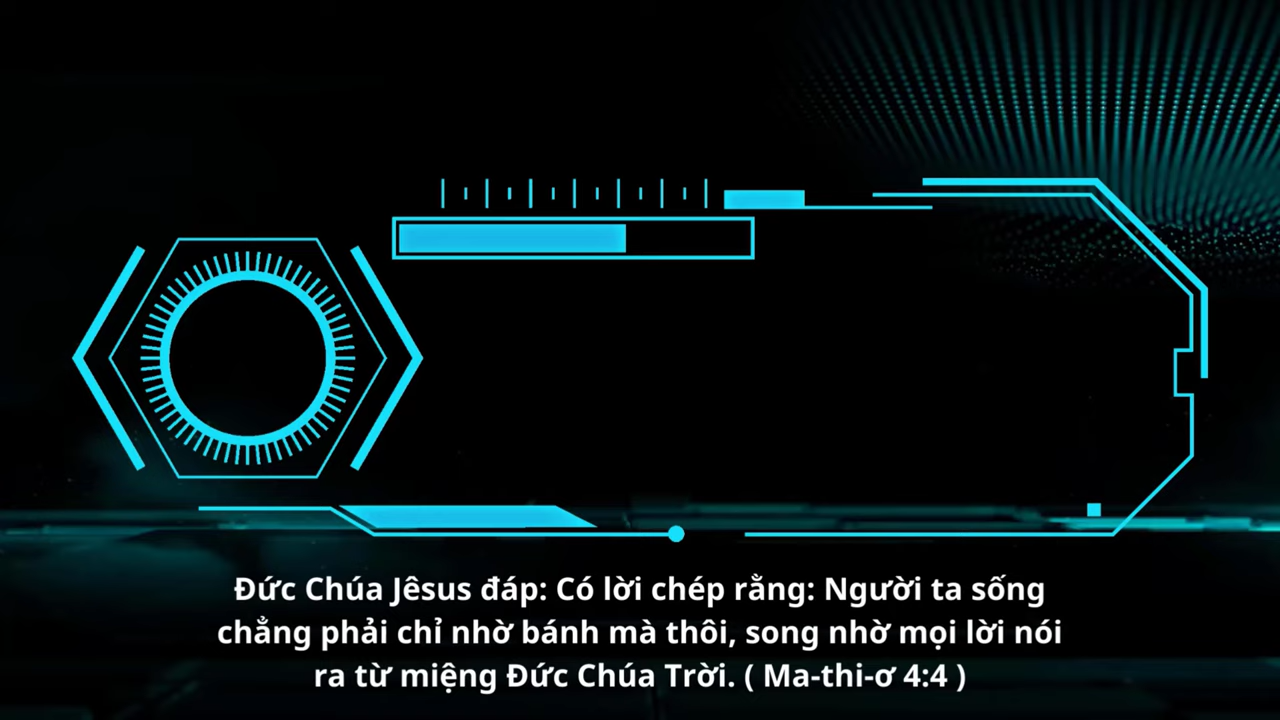 Đức Chúa Jêsus đáp: Có lời chép rằng: Người ta sống
chẳng phải chỉ nhờ bánh mà thôi, song nhờ mọi lời nói
ra từ miệng Đức Chúa Trời. ( Ma-thi-ơ 4:4 )